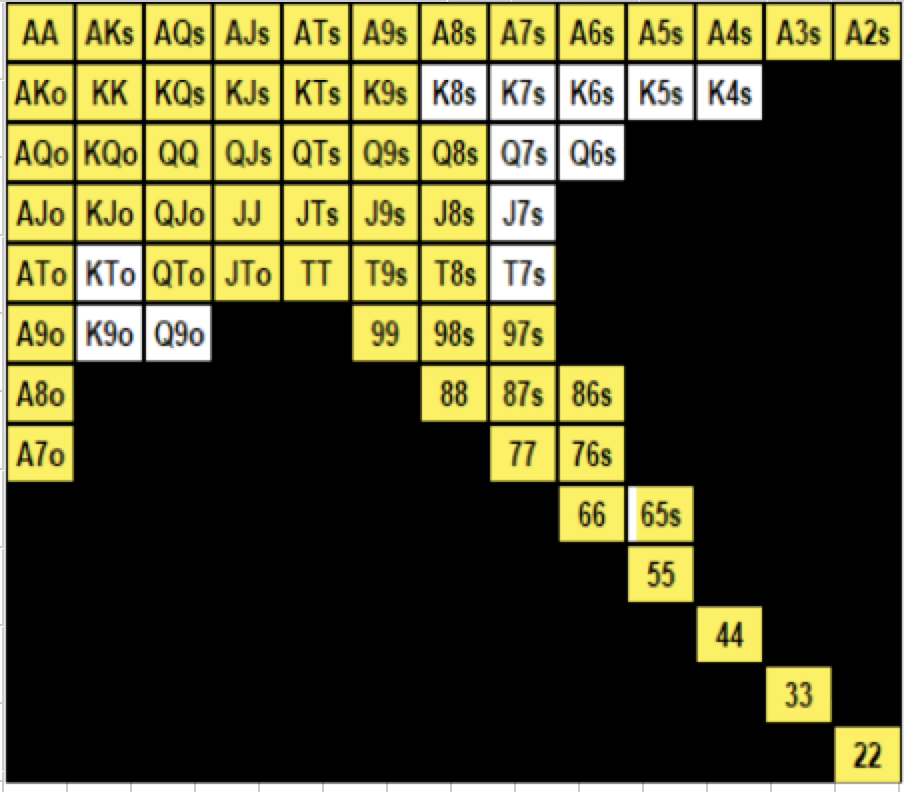 AA AKs AQs AJs ATs A9s A8s A7s A6s A5s A4s A3s A2s
AKo KK KQs KJs KTs K9s K8s K7s K6s K5s K4s
AQo KQo QQ QJs QTs Q9s Q8s Q7s Q6s
AJo KJo QJo JJ JTs J9s J8s J7s
ATo KTo QTo JTo TT T9s T8s T7s
A9o K9o Q9o 99 98s 97s
A8o 88 87s 86s
A7o 77 76s
66 65s
55
44
33
22